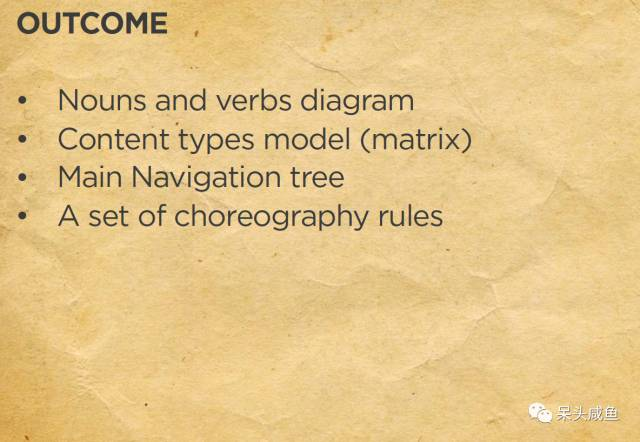 OUTCOME
• Nouns and verbs diagram
• Content types model (matrix)
• Main Navigation tree
• A set of choreography rules
呆头咸鱼